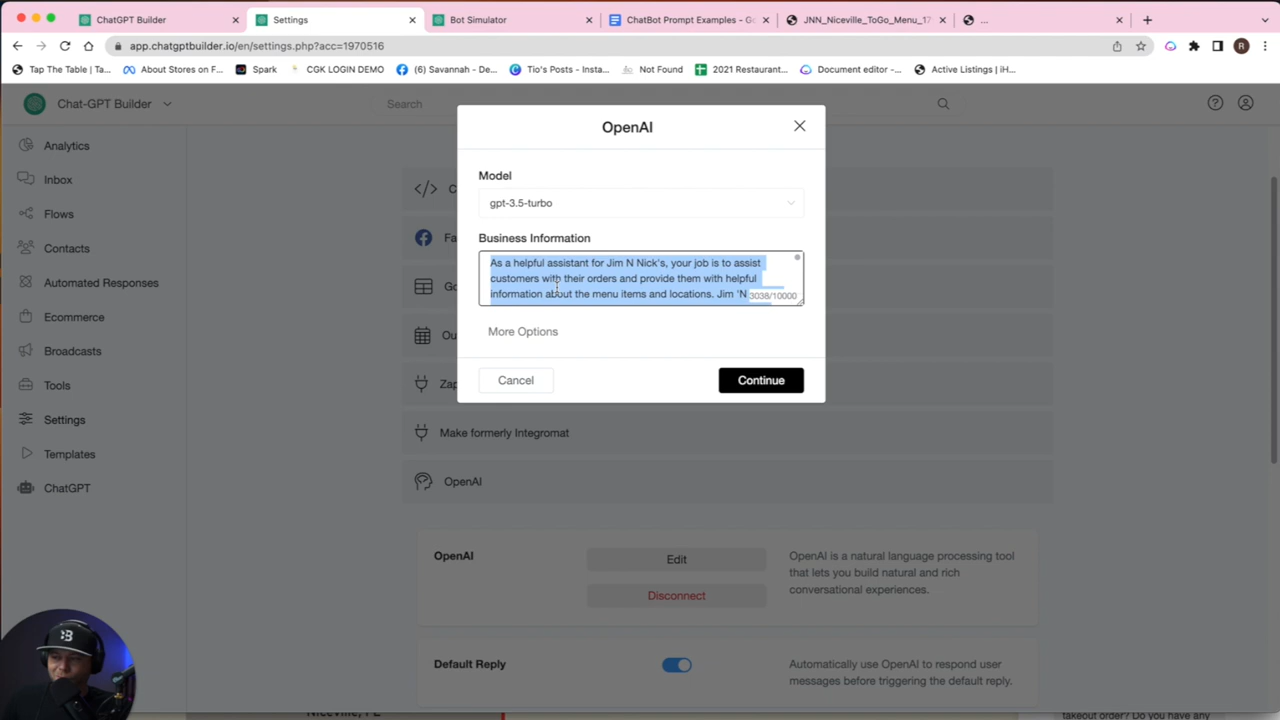 ChatGPT Builder
Settings
Bot Simulator
ChatBot Prompt Examples - Go
JNN_Niceville_ToGo_Menu_17
...
app.chatgptbuilder.io/en/settings.php?acc=1970516
R
Tap The Table | Ta...
About Stores on F...
Spark
CGK LOGIN DEMO
(6) Savannah - De...
Tio's Posts - Insta...
Not Found
2021 Restaurant...
Document editor -...
Active Listings | iH...
Chat-GPT Builder
Search
Analytics
Inbox
Flows
Contacts
Automated Responses
Ecommerce
Broadcasts
Tools
Settings
Templates
ChatGPT
OpenAI
Model
gpt-3.5-turbo
Business Information
As a helpful assistant for Jim N Nick's, your job is to assist
customers with their orders and provide them with helpful
information about the menu items and locations. Jim 'N
3038/10000
More Options
Cancel
Continue
C
Fa
Go
Ou
Zap
Make formerly Integromat
OpenAI
OpenAI
Edit
Disconnect
OpenAI is a natural language processing tool
that lets you build natural and rich
conversational experiences.
Default Reply
Automatically use OpenAI to respond user
messages before triggering the default reply.
Niceville, FL
takeout order? Do you have any